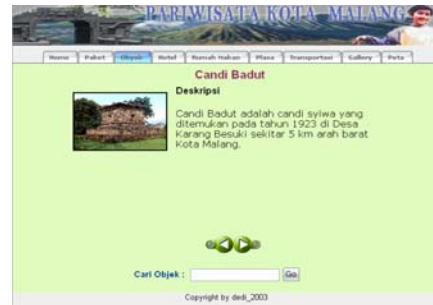 PARIWISATA KOTA MALANG
Home Paket Obyek Hotel Rumah Makan Plaza Transportasi Gallery Peta
Candi Badut
Deskripsi
Candi Badut adalah candi syiwa yang
ditemukan pada tahun 1923 di Desa
Karang Besuki sekitar 5 km arah barat
Kota Malang.
Cari Objek :
Go
Copyright by dedi_2003